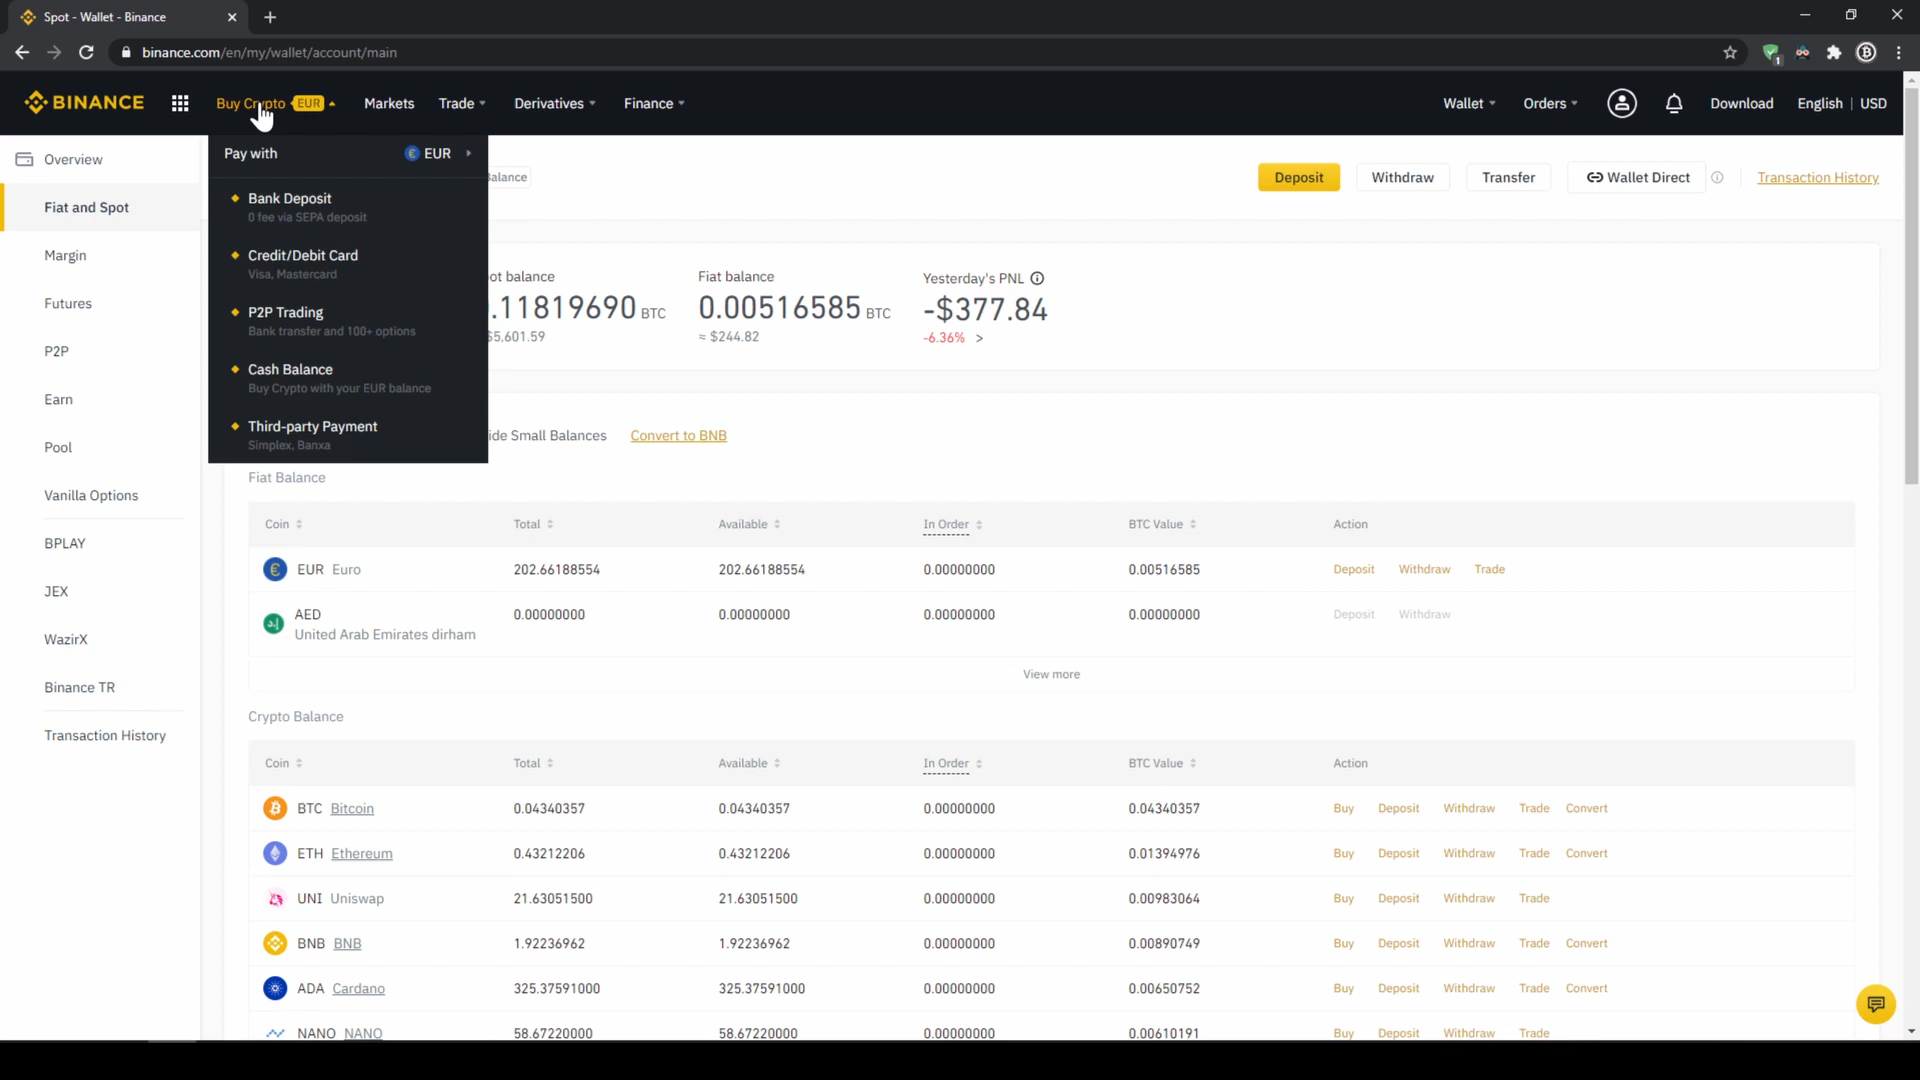 Spot - Wallet - Binance
binance.com/en/my/wallet/account/main
1
BINANCE
Buy Crypto EUR
Markets
Trade
Derivatives
Finance
Wallet
Orders
Download
English | USD
Overview
Fiat and Spot
Margin
Futures
P2P
Earn
Pool
Vanilla Options
BPLAY
JEX
WazirX
Binance TR
Transaction History
Pay with EUR
Bank Deposit
0 fee via SEPA deposit
Credit/Debit Card
Visa, Mastercard
P2P Trading
Bank transfer and 100+ options
Cash Balance
Buy Crypto with your EUR balance
Third-party Payment
Simplex, Banxa
Balance
Deposit
Withdraw
Transfer
Wallet Direct
Transaction History
ot balance
.11819690 BTC
$5,601.59
Fiat balance
0.00516585 BTC
≈ $244.82
Yesterday's PNL
-$377.84
-6.36% >
ide Small Balances
Convert to BNB
Fiat Balance
Coin Total Available In Order BTC Value Action
EUR Euro 202.66188554 202.66188554 0.00000000 0.00516585 Deposit Withdraw Trade
AED 0.00000000 0.00000000 0.00000000 0.00000000 Deposit Withdraw
United Arab Emirates dirham
View more
Crypto Balance
Coin Total Available In Order BTC Value Action
BTC Bitcoin 0.04340357 0.04340357 0.00000000 0.04340357 Buy Deposit Withdraw Trade Convert
ETH Ethereum 0.43212206 0.43212206 0.00000000 0.01394976 Buy Deposit Withdraw Trade Convert
UNI Uniswap 21.63051500 21.63051500 0.00000000 0.00983064 Buy Deposit Withdraw Trade
BNB BNB 1.92236962 1.92236962 0.00000000 0.00890749 Buy Deposit Withdraw Trade Convert
ADA Cardano 325.37591000 325.37591000 0.00000000 0.00650752 Buy Deposit Withdraw Trade Convert
NANO NANO 58.67220000 58.67220000 0.00000000 0.00610191 Buy Deposit Withdraw Trade